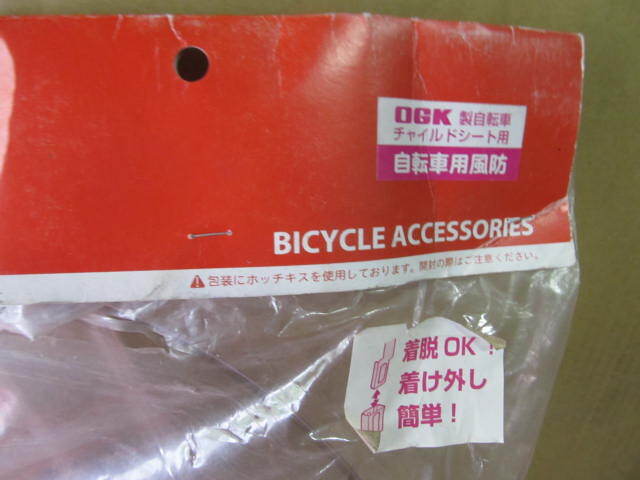 OGK 製自転車
チャイルドシート用
自転車用風防
BICYCLE ACCESSORIES
⚠包装にホッチキスを使用しております。開封の際はご注意ください。
着脱OK!
着け外し
簡単!